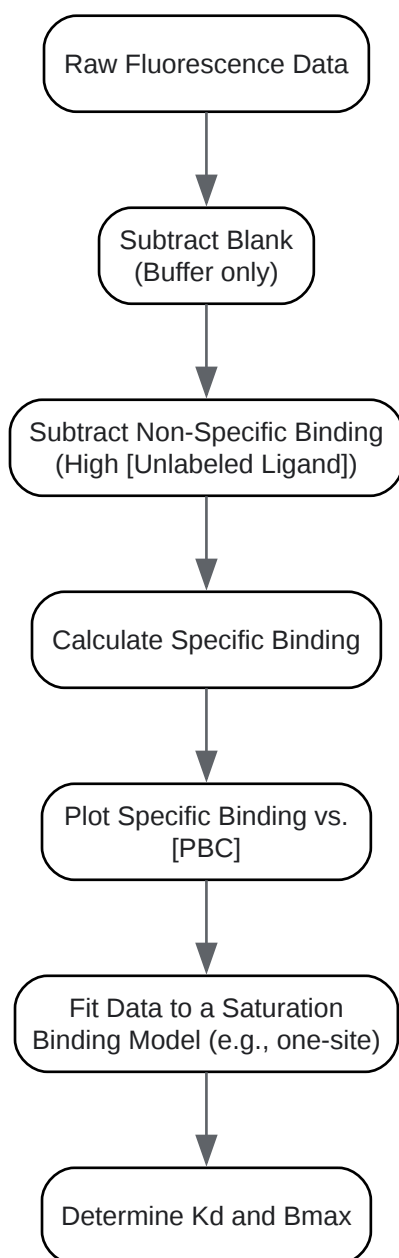 Raw Fluorescence Data
Subtract Blank
(Buffer only)
Subtract Non-Specific Binding
(High [Unlabeled Ligand])
Calculate Specific Binding
Plot Specific Binding vs.
[PBC]
Fit Data to a Saturation
Binding Model (e.g., one-site)
Determine Kd and Bmax